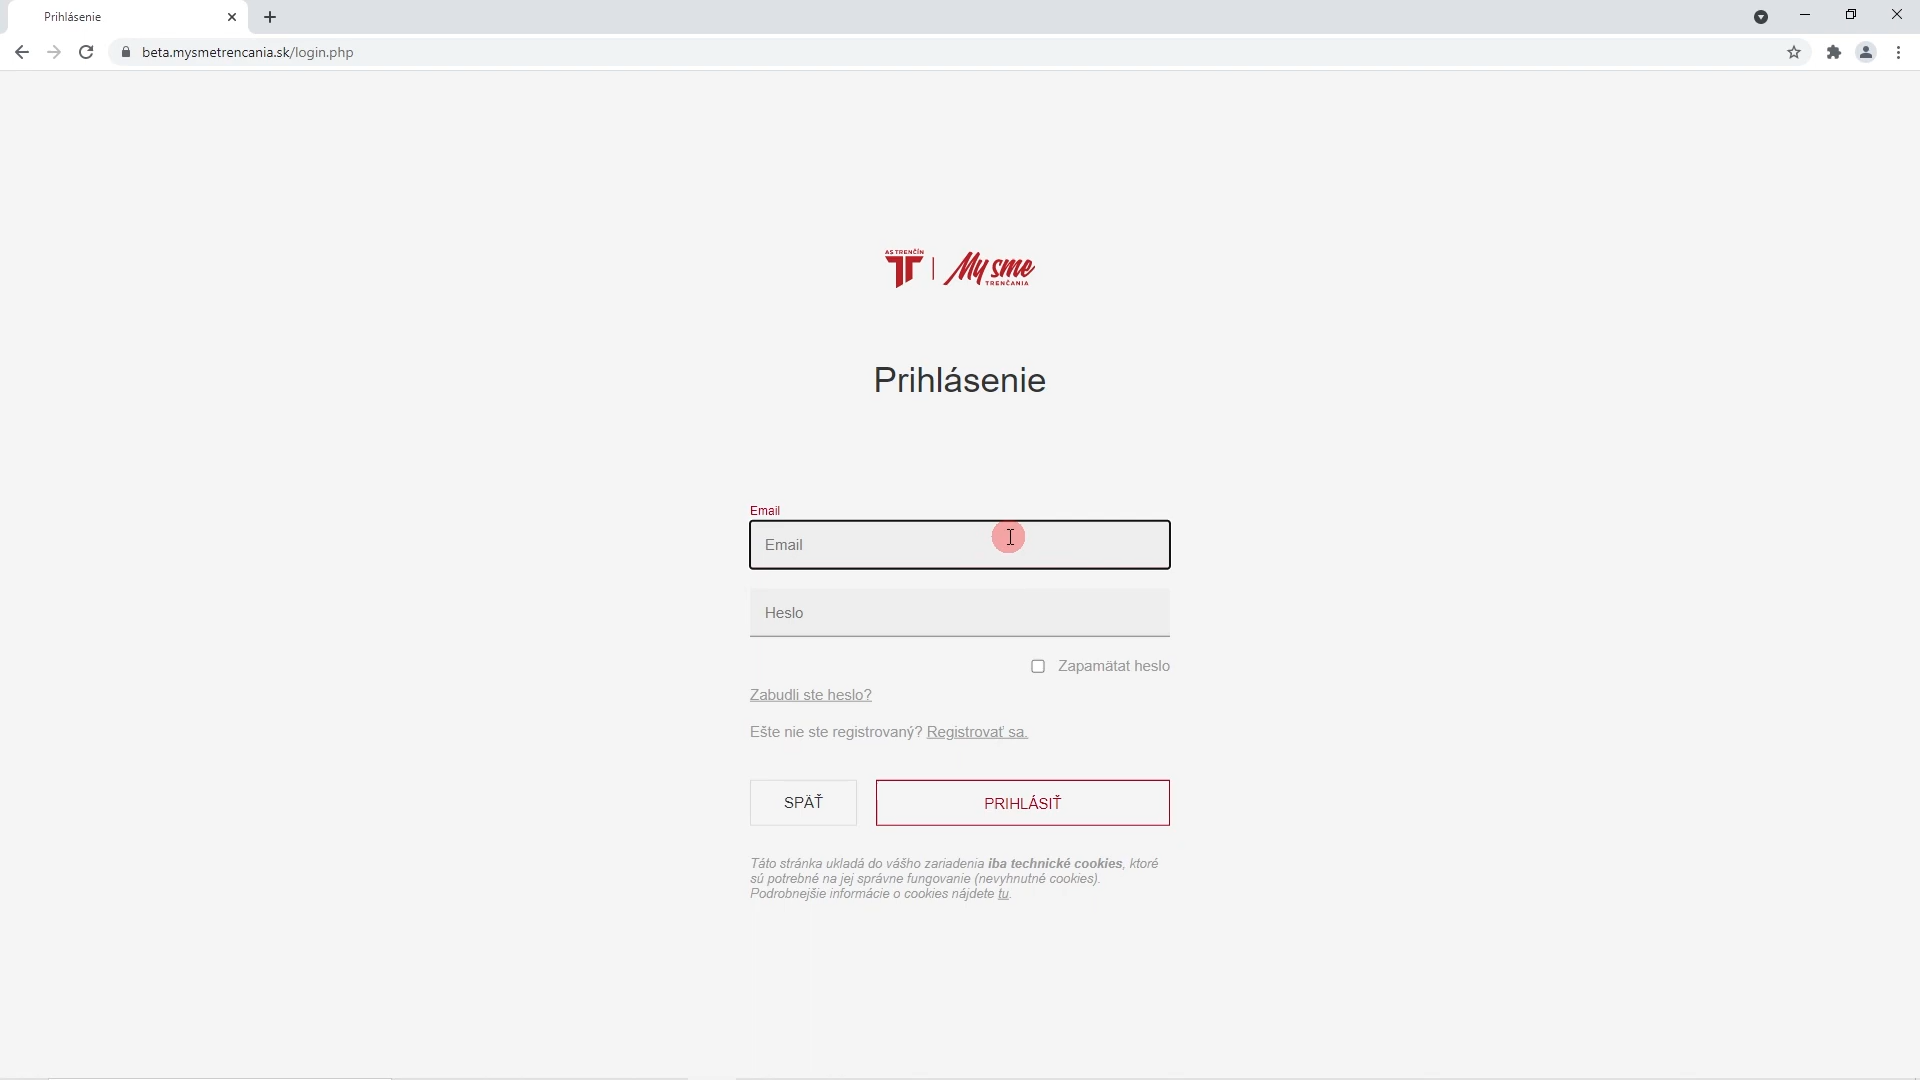 Prihlásenie
beta.mysmetrencania.sk/login.php
AS TRENČÍN
My sme
TRENČANIA
Prihlásenie
Email
Email
Heslo
Zapamätat heslo
Zabudli ste heslo?
Ešte nie ste registrovaný? Registrovať sa.
SPÄŤ PRIHLÁSIŤ
Táto stránka ukladá do vášho zariadenia iba technické cookies, ktoré
sú potrebné na jej správne fungovanie (nevyhnutné cookies).
Podrobnejšie informácie o cookies nájdete tu.